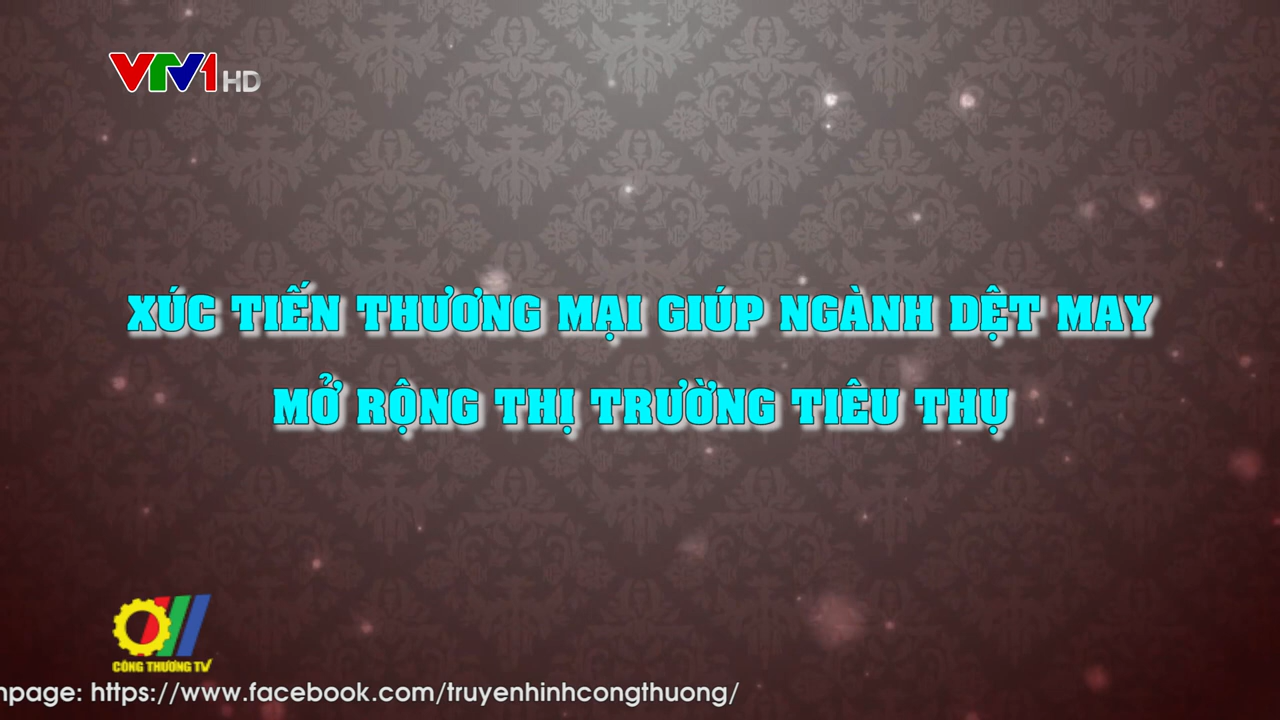 VTV1 HD
XÚC TIẾN THƯƠNG MẠI GIÚP NGÀNH DỆT MAY
MỞ RỘNG THỊ TRƯỜNG TIÊU THỤ
CÔNG THƯƠNG TV
npage: https://www.facebook.com/truyenhinhcongthuong/